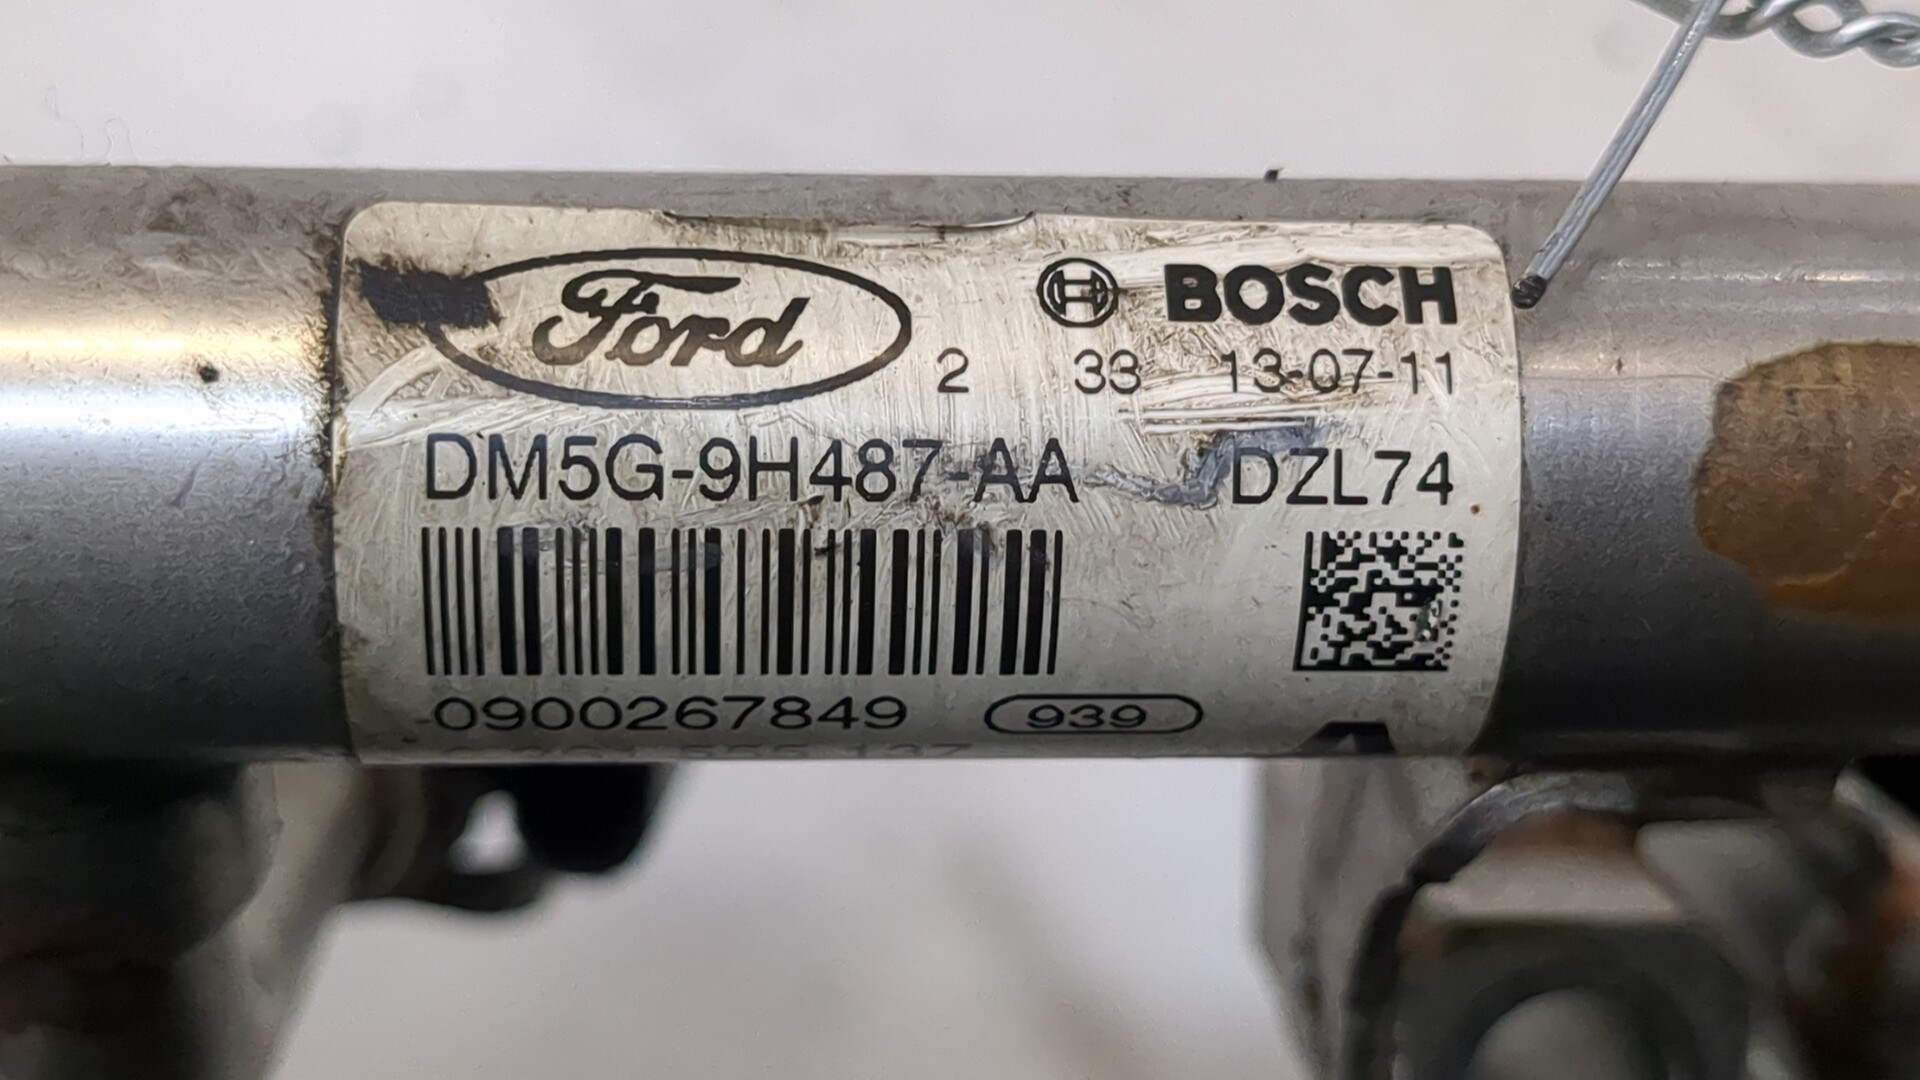 Ford BOSCH
2 33 13-07-11
DM5G-9H487-AA DZL74
0900267849 939